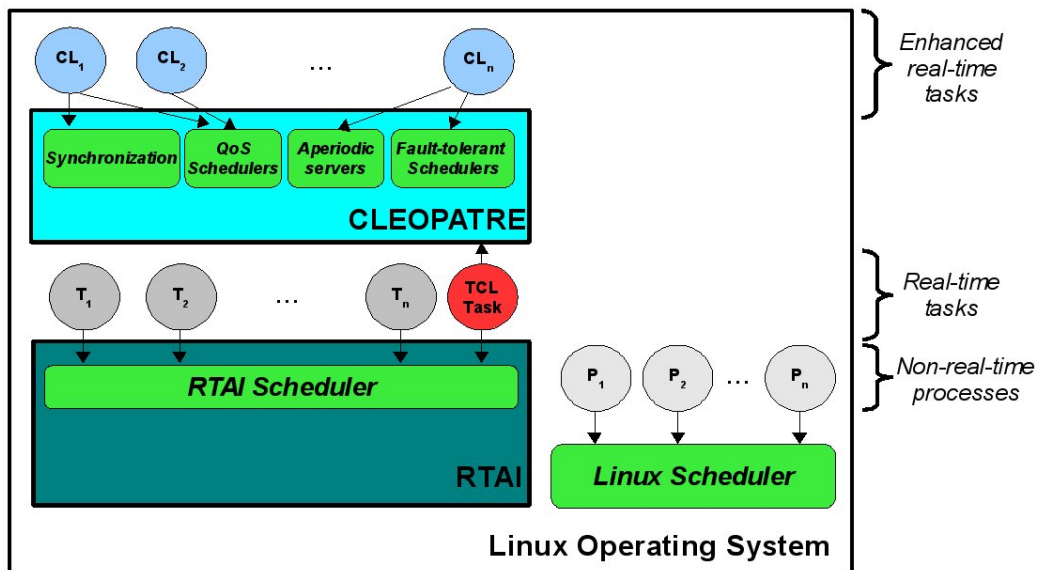 CL1 CL2 ... CLn
Enhanced
real-time
tasks
Synchronization
QoS
Schedulers
Aperiodic
servers
Fault-tolerant
Schedulers
CLEOPATRE
T1 T2 ... Tn
TCL
Task
Real-time
tasks
RTAI Scheduler
RTAI
P1 P2 ... Pn
Non-real-time
processes
Linux Scheduler
Linux Operating System